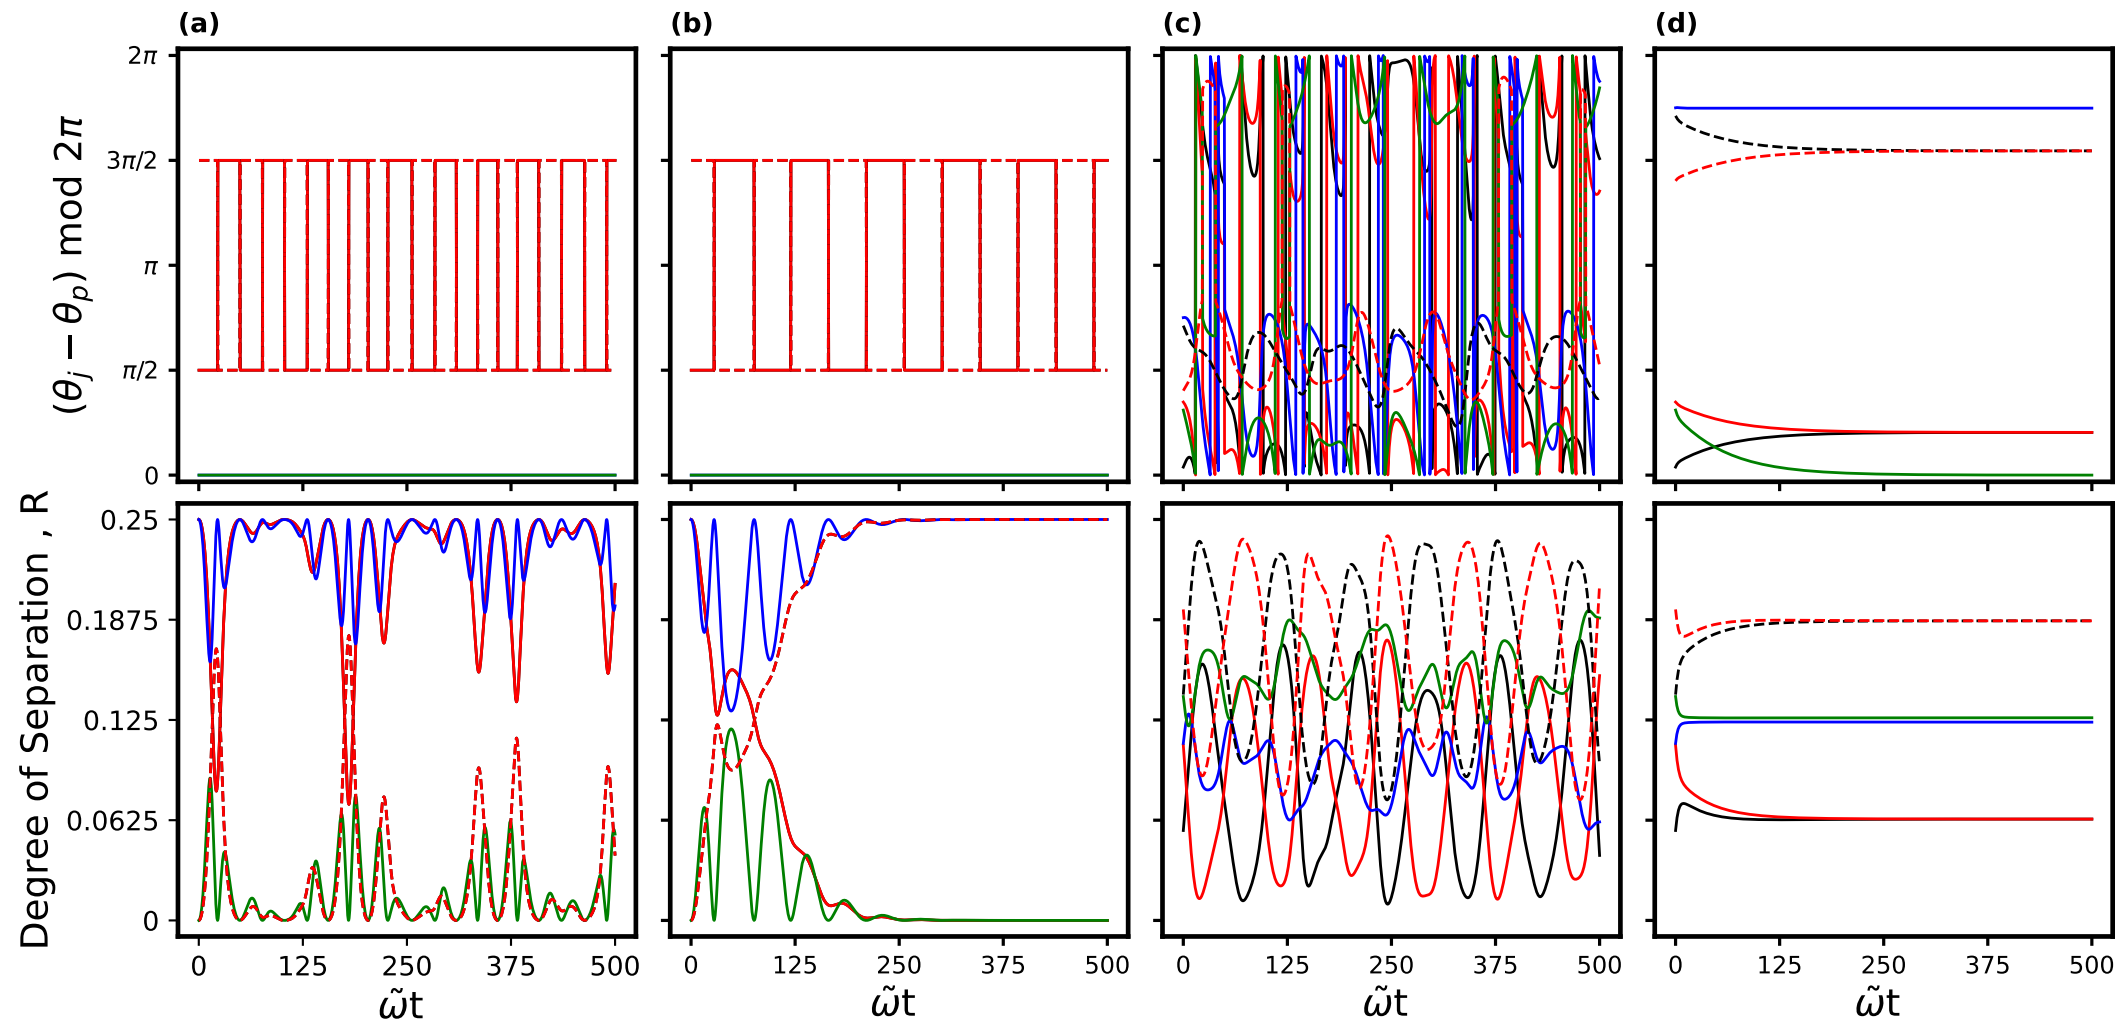 (a) (b) (c) (d)
(θ_j − θ_p) mod 2π
2π
3π/2
π
π/2
0
Degree of Separation , R
0.25
0.1875
0.125
0.0625
0
0 125 250 375 500 0 125 250 375 500 0 125 250 375 500 0 125 250 375 500
ω̃t ω̃t ω̃t ω̃t